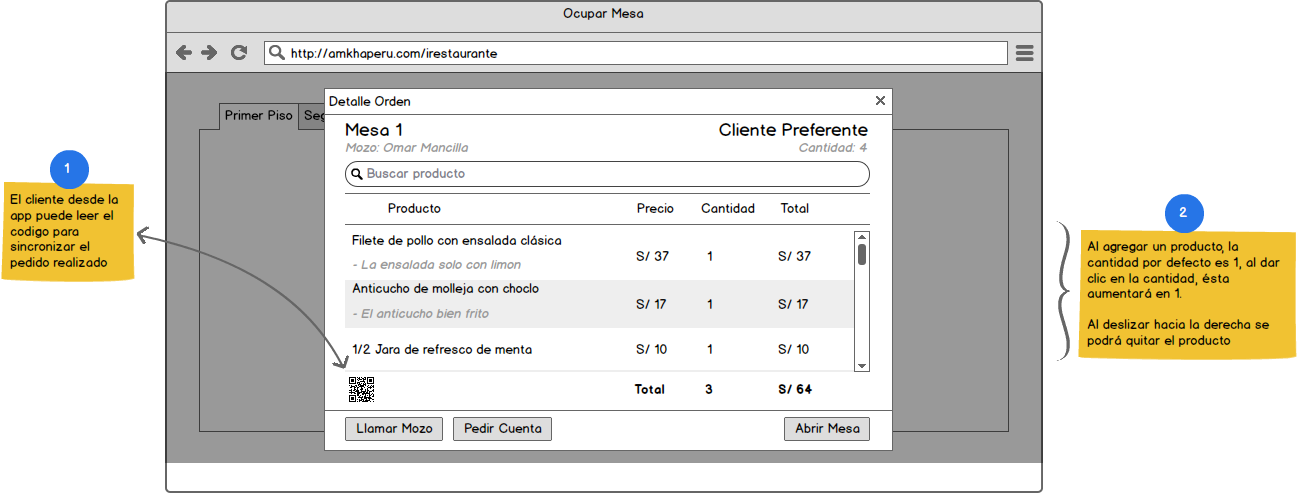 Ocupar Mesa
http://amkhaperu.com/irestaurante
Primer Piso
Seg
Detalle Orden
Mesa 1
Cliente Preferente
Mozo: Omar Mancilla
Cantidad: 4
Buscar producto
Producto Precio Cantidad Total
Filete de pollo con ensalada clásica S/ 37 1 S/ 37
- La ensalada solo con limon
Anticucho de molleja con choclo S/ 17 1 S/ 17
- El anticucho bien frito
1/2 Jara de refresco de menta S/ 10 1 S/ 10
Total 3 S/ 64
Llamar Mozo
Pedir Cuenta
Abrir Mesa
1
El cliente desde la
app puede leer el
codigo para
sincronizar el
pedido realizado
2
Al agregar un producto, la
cantidad por defecto es 1, al dar
clic en la cantidad, ésta
aumentará en 1.
Al deslizar hacia la derecha se
podrá quitar el producto